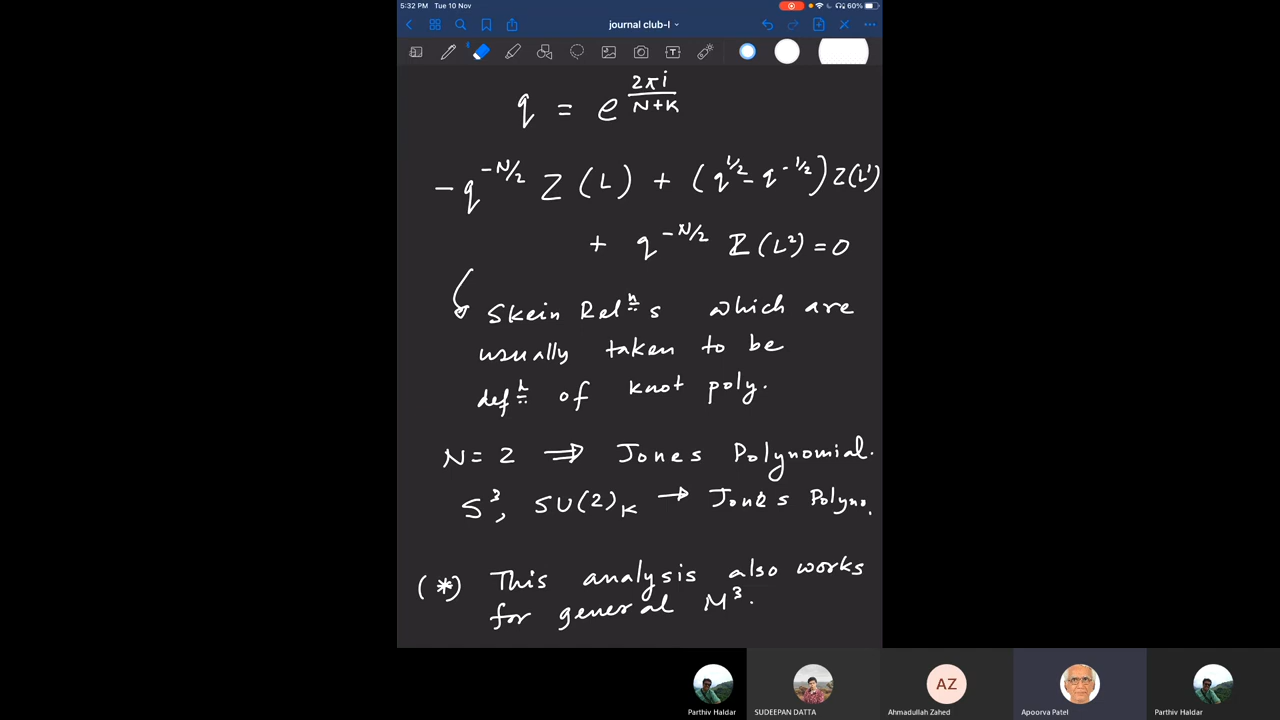 5:32 PM Tue 10 Nov
60%
journal club-I
q = e^{2πi/N+K}
-q^{-N/2} Z(L) + (q^{1/2} - q^{-1/2}) Z(L¹)
+ q^{-N/2} Z(L²) = 0
Skein Relⁿs which are
usually taken to be
defⁿ of knot poly.
N = 2 ⇒ Jones Polynomial.
S³, SU(2)_K → Jones Polyno.
(*) This analysis also works
for general M³.
AZ
Parthiv Haldar
SUDEEPAN DATTA
Ahmadullah Zahed
Apoorva Patel
Parthiv Haldar